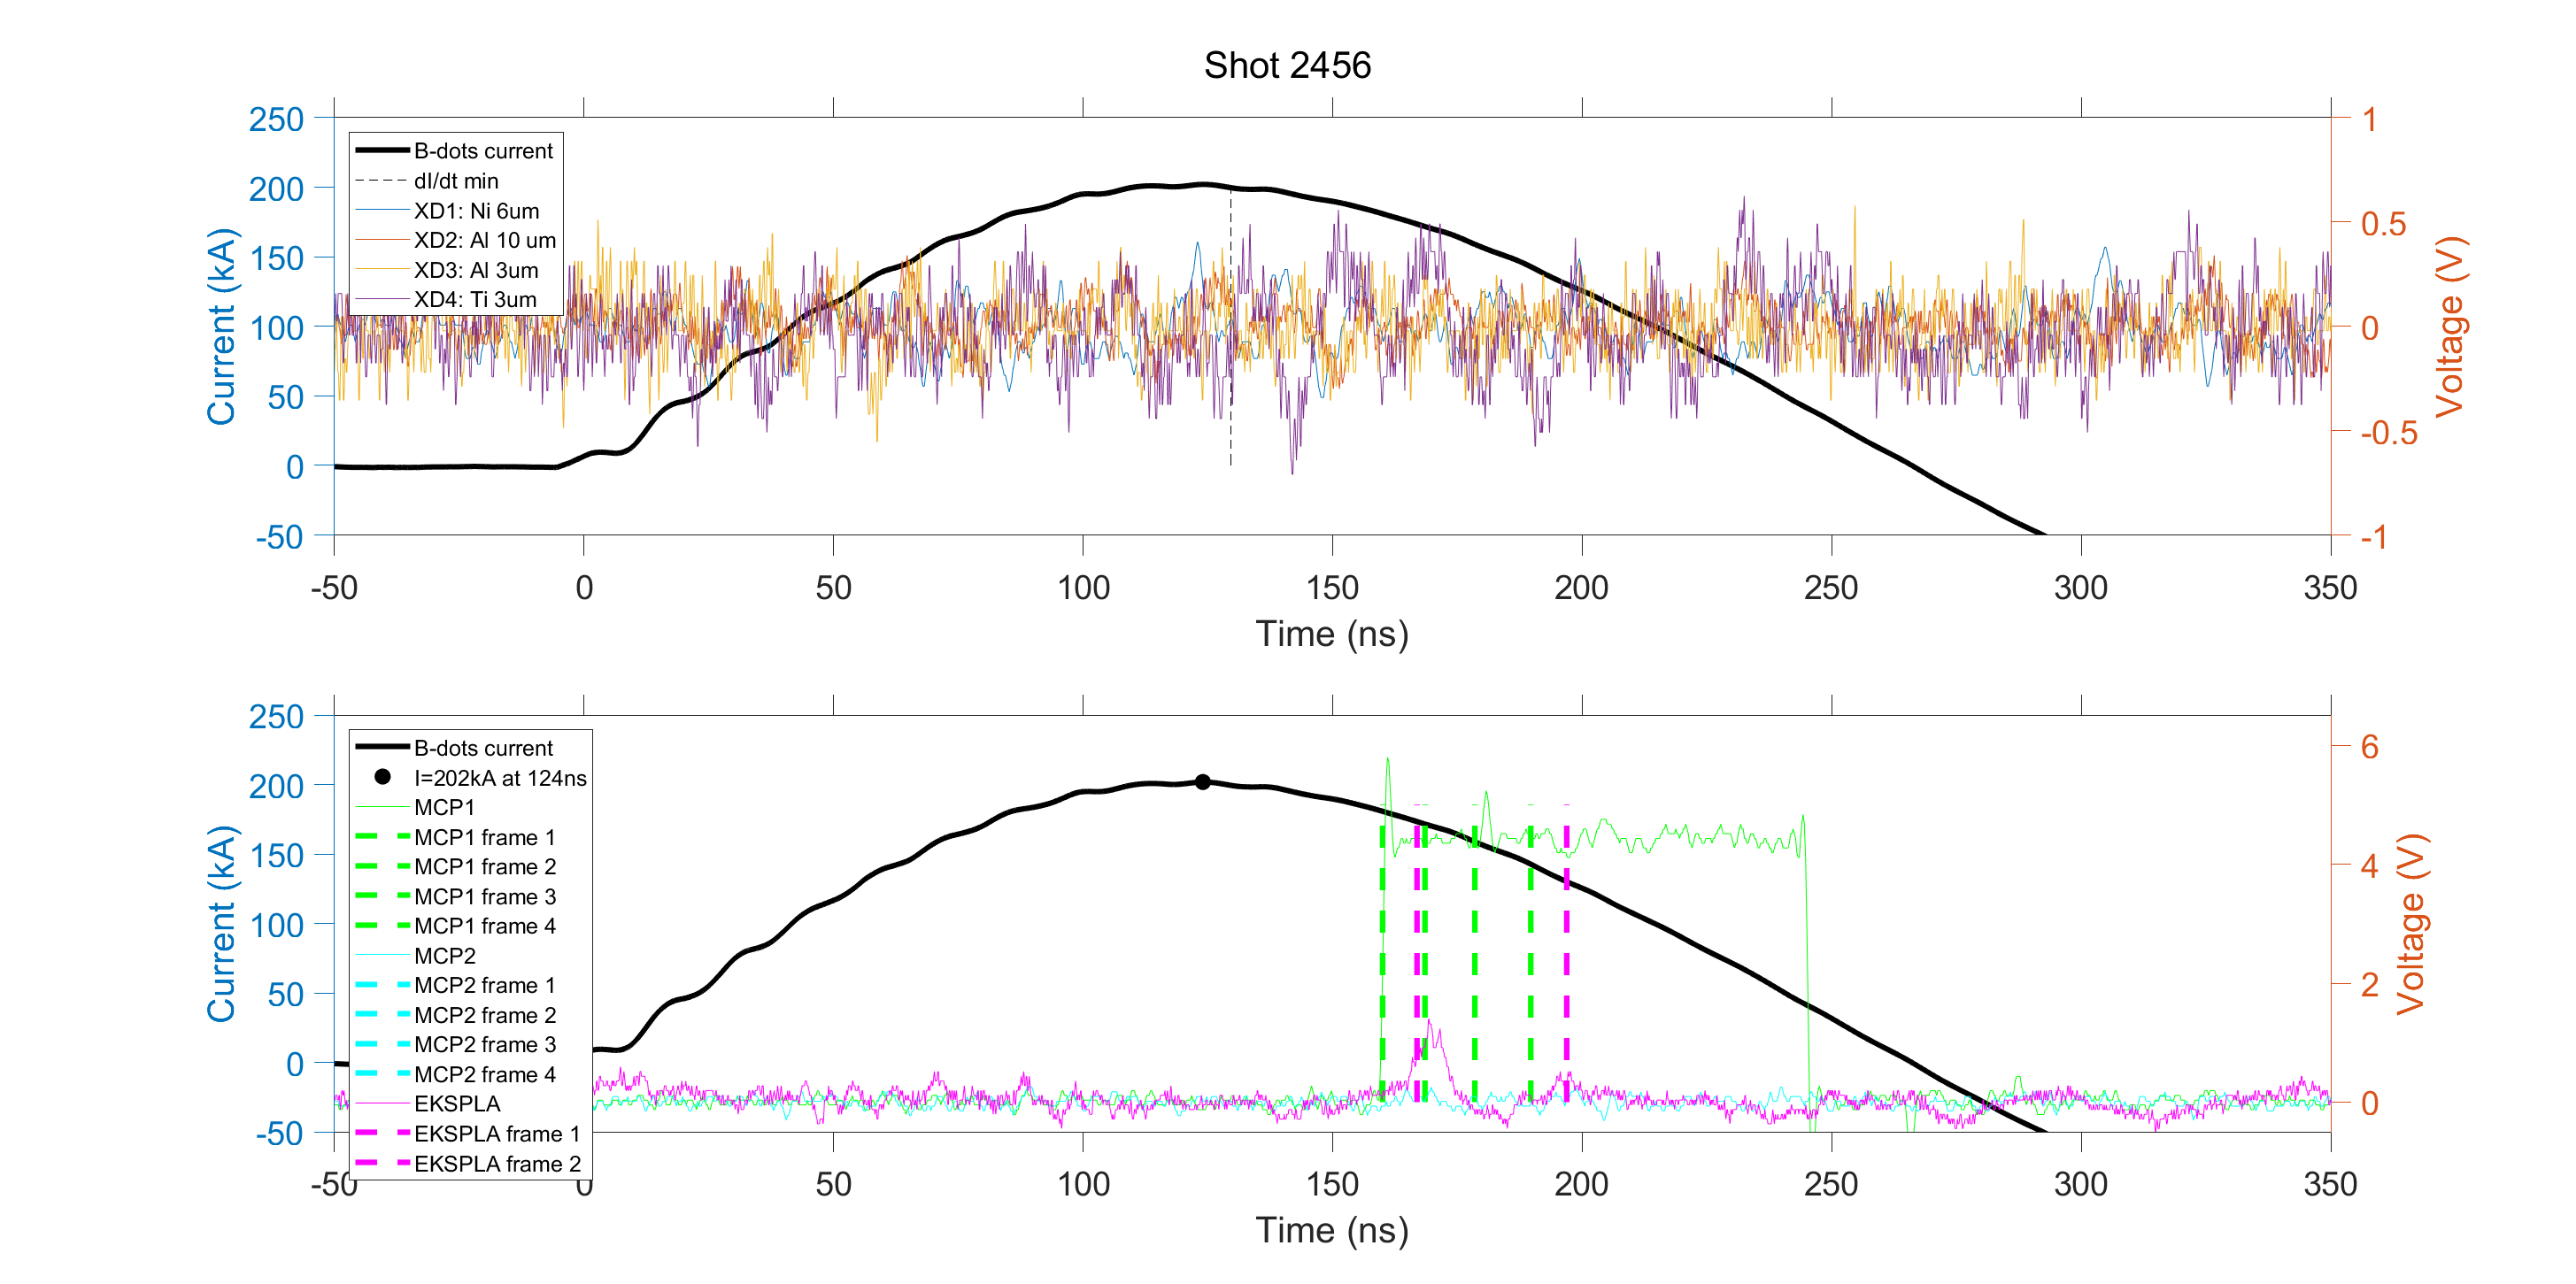 Shot 2456
250
200
150
100
50
0
-50
Current (kA)
B-dots current
dI/dt min
XD1: Ni 6um
XD2: Al 10 um
XD3: Al 3um
XD4: Ti 3um
1
0.5
0
-0.5
-1
Voltage (V)
-50 0 50 100 150 200 250 300 350
Time (ns)
250
200
150
100
50
0
-50
Current (kA)
B-dots current
I=202kA at 124ns
MCP1
MCP1 frame 1
MCP1 frame 2
MCP1 frame 3
MCP1 frame 4
MCP2
MCP2 frame 1
MCP2 frame 2
MCP2 frame 3
MCP2 frame 4
EKSPLA
EKSPLA frame 1
EKSPLA frame 2
6
4
2
0
Voltage (V)
-50 0 50 100 150 200 250 300 350
Time (ns)